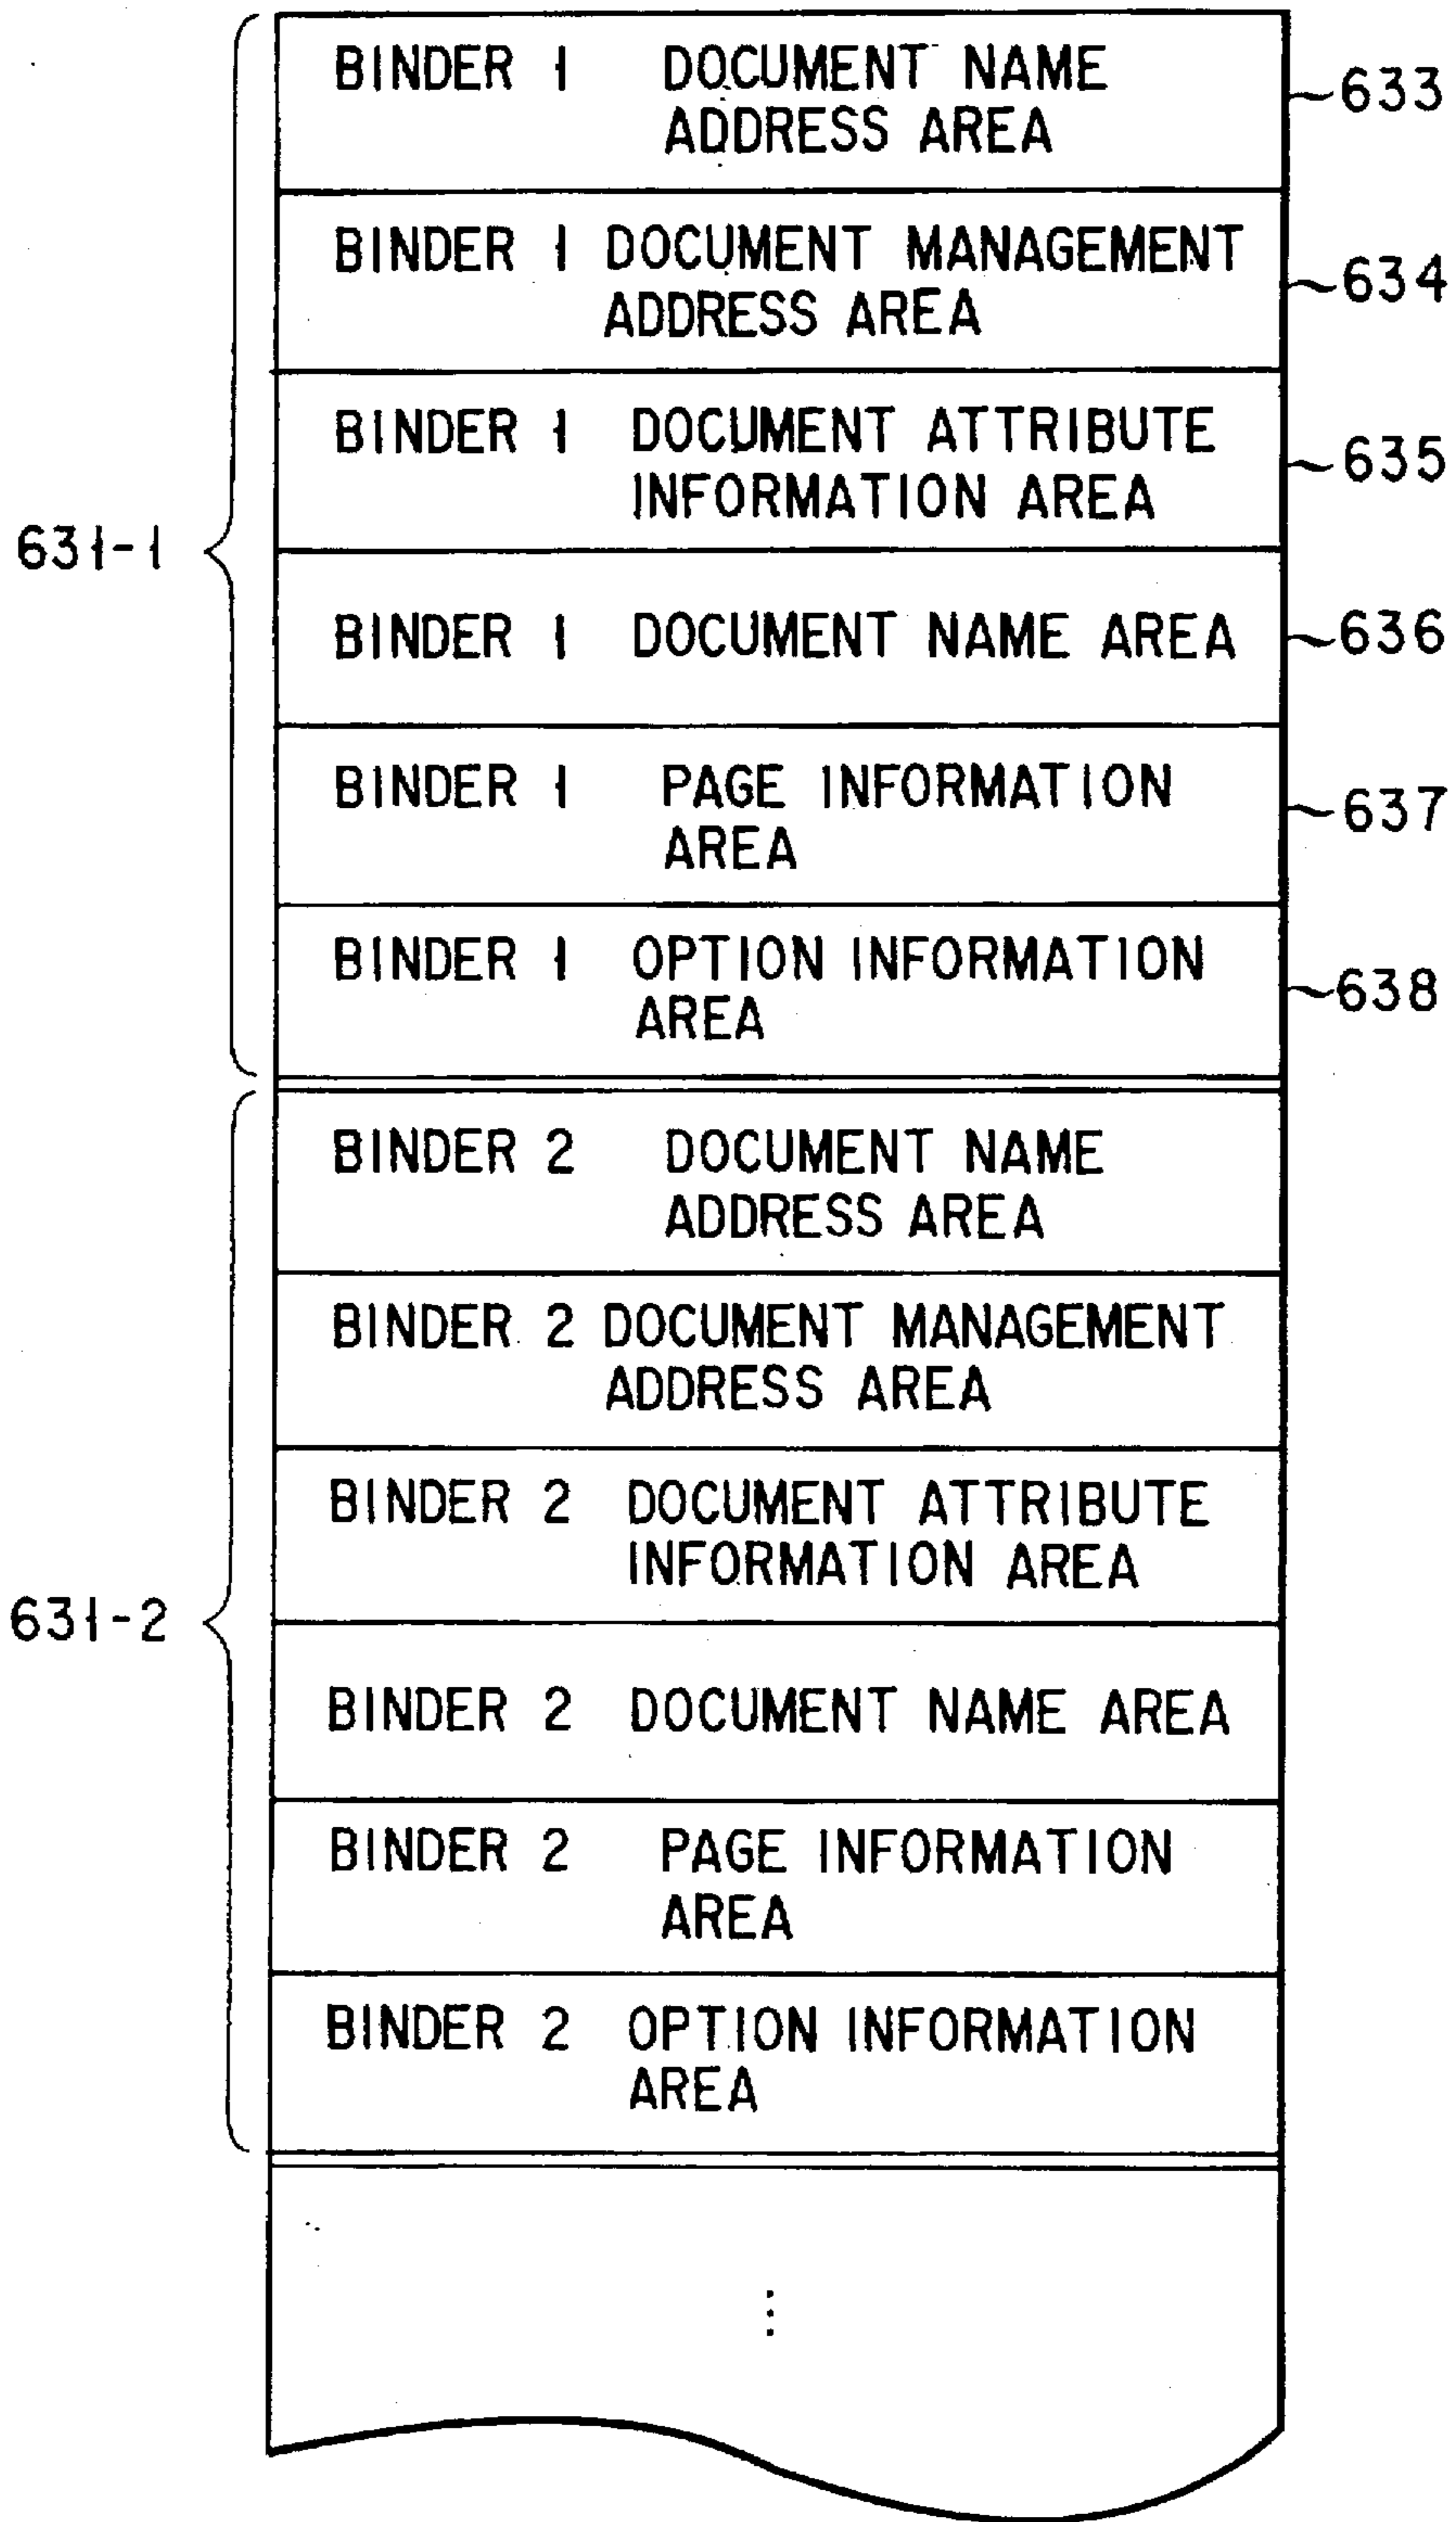 BINDER 1 DOCUMENT NAME
ADDRESS AREA
~633
BINDER 1 DOCUMENT MANAGEMENT
ADDRESS AREA
~634
BINDER 1 DOCUMENT ATTRIBUTE
INFORMATION AREA
~635
631-1
BINDER 1 DOCUMENT NAME AREA
~636
BINDER 1 PAGE INFORMATION
AREA
~637
BINDER 1 OPTION INFORMATION
AREA
~638
BINDER 2 DOCUMENT NAME
ADDRESS AREA
BINDER 2 DOCUMENT MANAGEMENT
ADDRESS AREA
BINDER 2 DOCUMENT ATTRIBUTE
INFORMATION AREA
631-2
BINDER 2 DOCUMENT NAME AREA
BINDER 2 PAGE INFORMATION
AREA
BINDER 2 OPTION INFORMATION
AREA
⋮